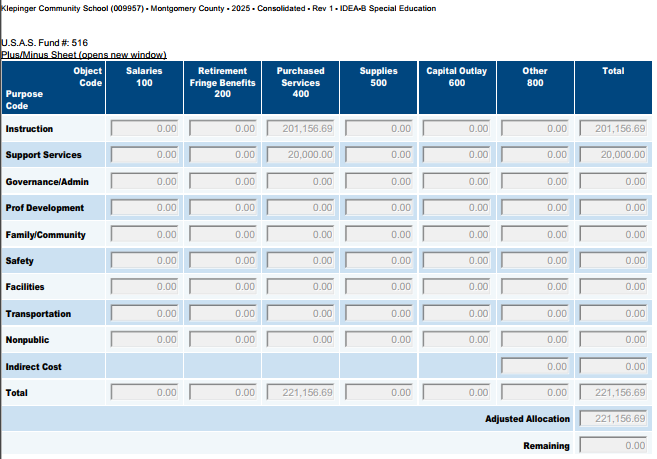 Klepinger Community School (009957) • Montgomery County • 2025 • Consolidated • Rev 1 • IDEA-B Special Education
U.S.A.S. Fund #: 516
Plus/Minus Sheet (opens new window)
Object Code Purpose Code Salaries 100 Retirement Fringe Benefits 200 Purchased Services 400 Supplies 500 Capital Outlay 600 Other 800 Total
Instruction 0.00 0.00 201,156.69 0.00 0.00 0.00 201,156.69
Support Services 0.00 0.00 20,000.00 0.00 0.00 0.00 20,000.00
Governance/Admin 0.00 0.00 0.00 0.00 0.00 0.00 0.00
Prof Development 0.00 0.00 0.00 0.00 0.00 0.00 0.00
Family/Community 0.00 0.00 0.00 0.00 0.00 0.00 0.00
Safety 0.00 0.00 0.00 0.00 0.00 0.00 0.00
Facilities 0.00 0.00 0.00 0.00 0.00 0.00 0.00
Transportation 0.00 0.00 0.00 0.00 0.00 0.00 0.00
Nonpublic 0.00 0.00 0.00 0.00 0.00 0.00 0.00
Indirect Cost 0.00 0.00
Total 0.00 0.00 221,156.69 0.00 0.00 0.00 221,156.69
Adjusted Allocation 221,156.69
Remaining 0.00